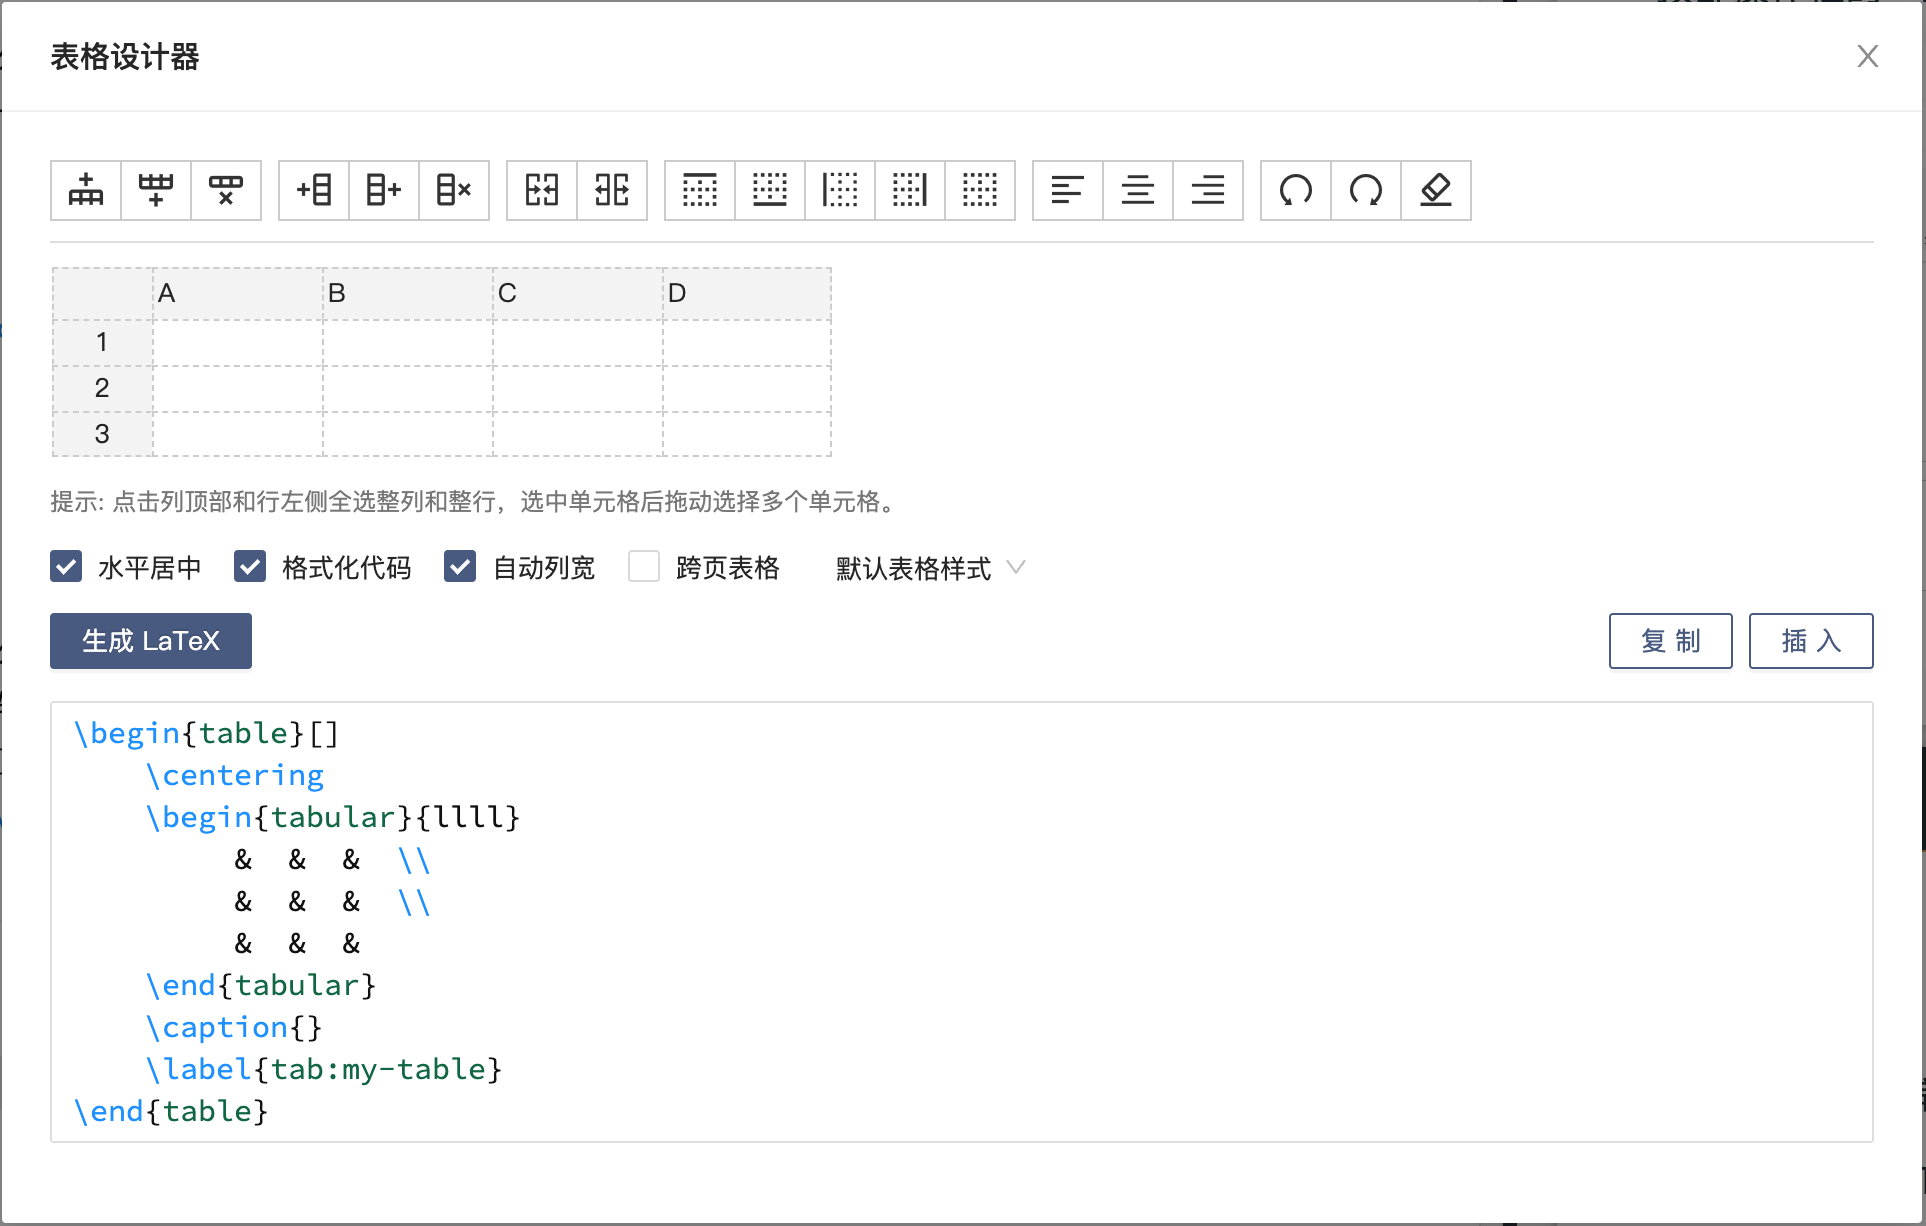 表格设计器
A B C D
1
2
3
提示: 点击列顶部和行左侧全选整列和整行，选中单元格后拖动选择多个单元格。
水平居中 格式化代码 自动列宽 跨页表格 默认表格样式
生成 LaTeX 复制 插入
\begin{table}[]
\centering
\begin{tabular}{llll}
& & & \\
& & & \\
& & &
\end{tabular}
\caption{}
\label{tab:my-table}
\end{table}